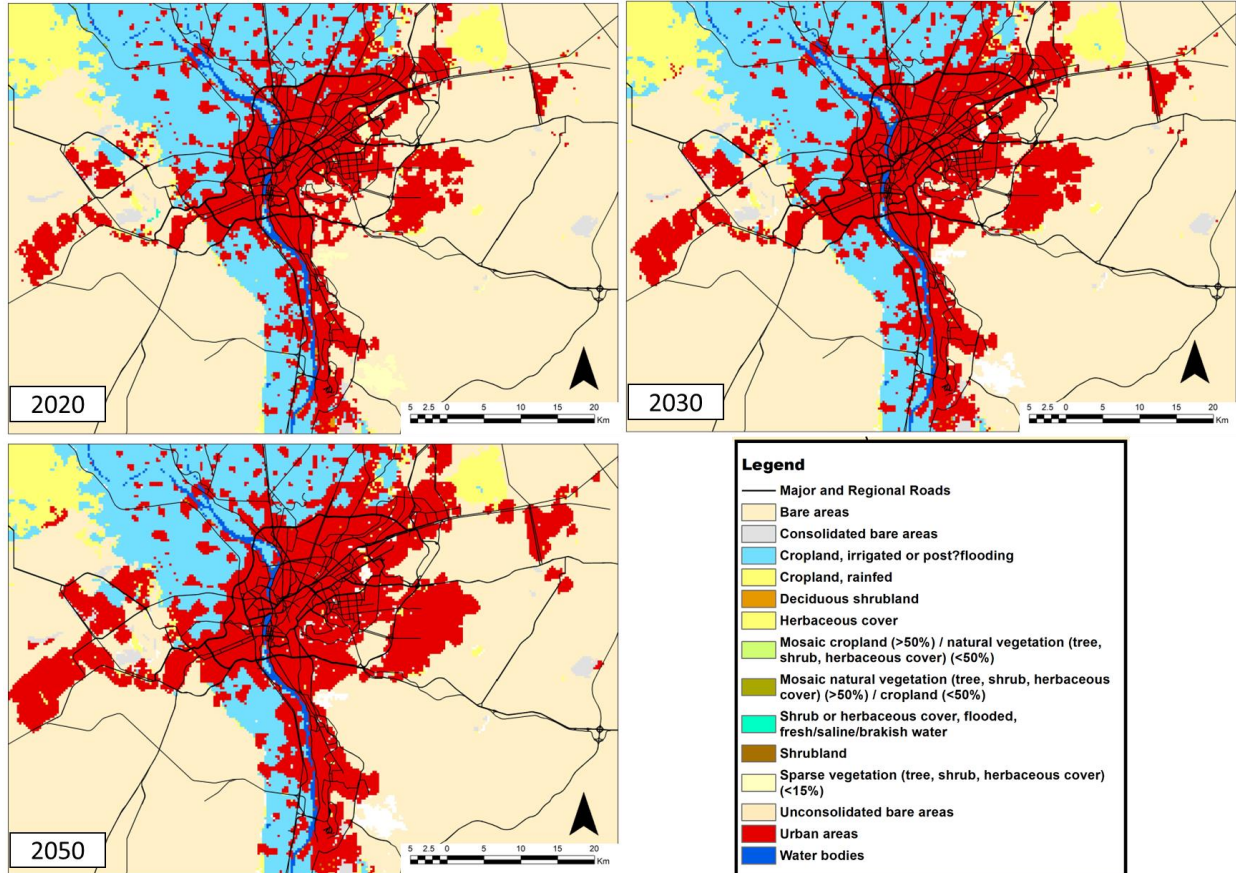 2020
5 2.5 0 5 10 15 20
Km
2030
5 2.5 0 5 10 15 20
Km
2050
5 2.5 0 5 10 15 20
Km
Legend
Major and Regional Roads
Bare areas
Consolidated bare areas
Cropland, irrigated or post?flooding
Cropland, rainfed
Deciduous shrubland
Herbaceous cover
Mosaic cropland (>50%) / natural vegetation (tree,
shrub, herbaceous cover) (<50%)
Mosaic natural vegetation (tree, shrub, herbaceous
cover) (>50%) / cropland (<50%)
Shrub or herbaceous cover, flooded,
fresh/saline/brakish water
Shrubland
Sparse vegetation (tree, shrub, herbaceous cover)
(<15%)
Unconsolidated bare areas
Urban areas
Water bodies